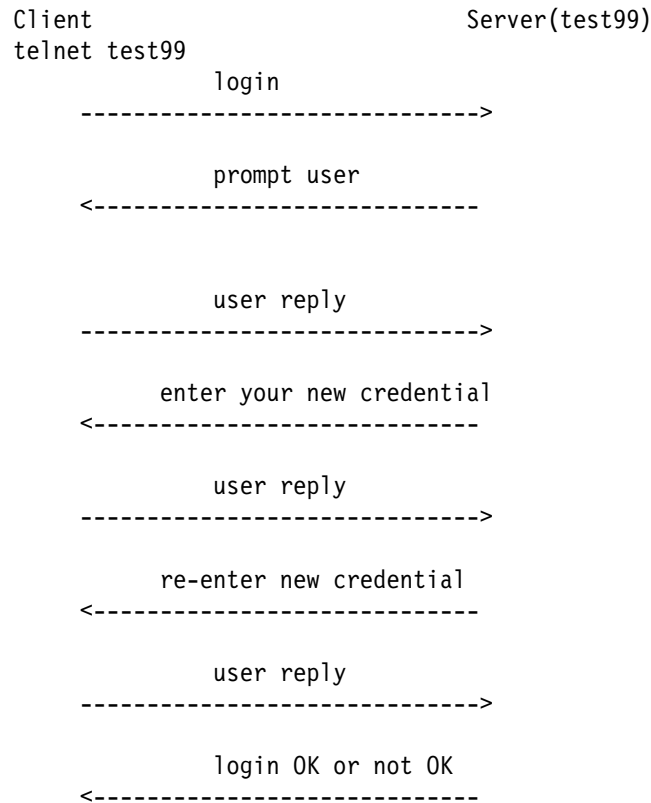 Client Server(test99)
telnet test99
login
------------------------------>
prompt user
<-----------------------------
user reply
------------------------------>
enter your new credential
<-----------------------------
user reply
------------------------------>
re-enter new credential
<-----------------------------
user reply
------------------------------>
login OK or not OK
<-----------------------------